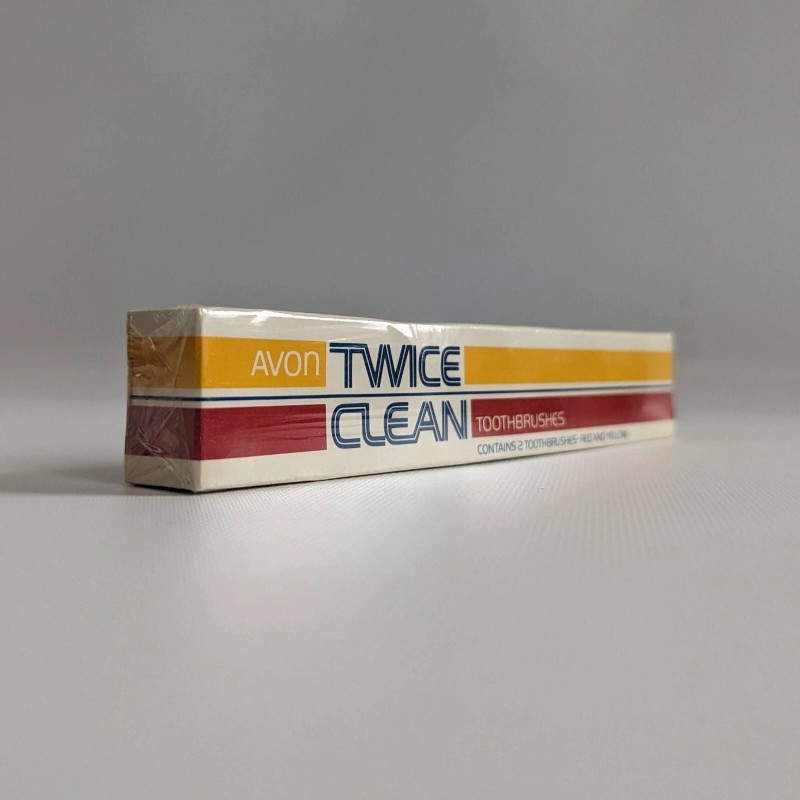 AVON TWICE
CLEAN TOOTHBRUSHES
CONTAINS 2 TOOTHBRUSHES - RED AND YELLOW